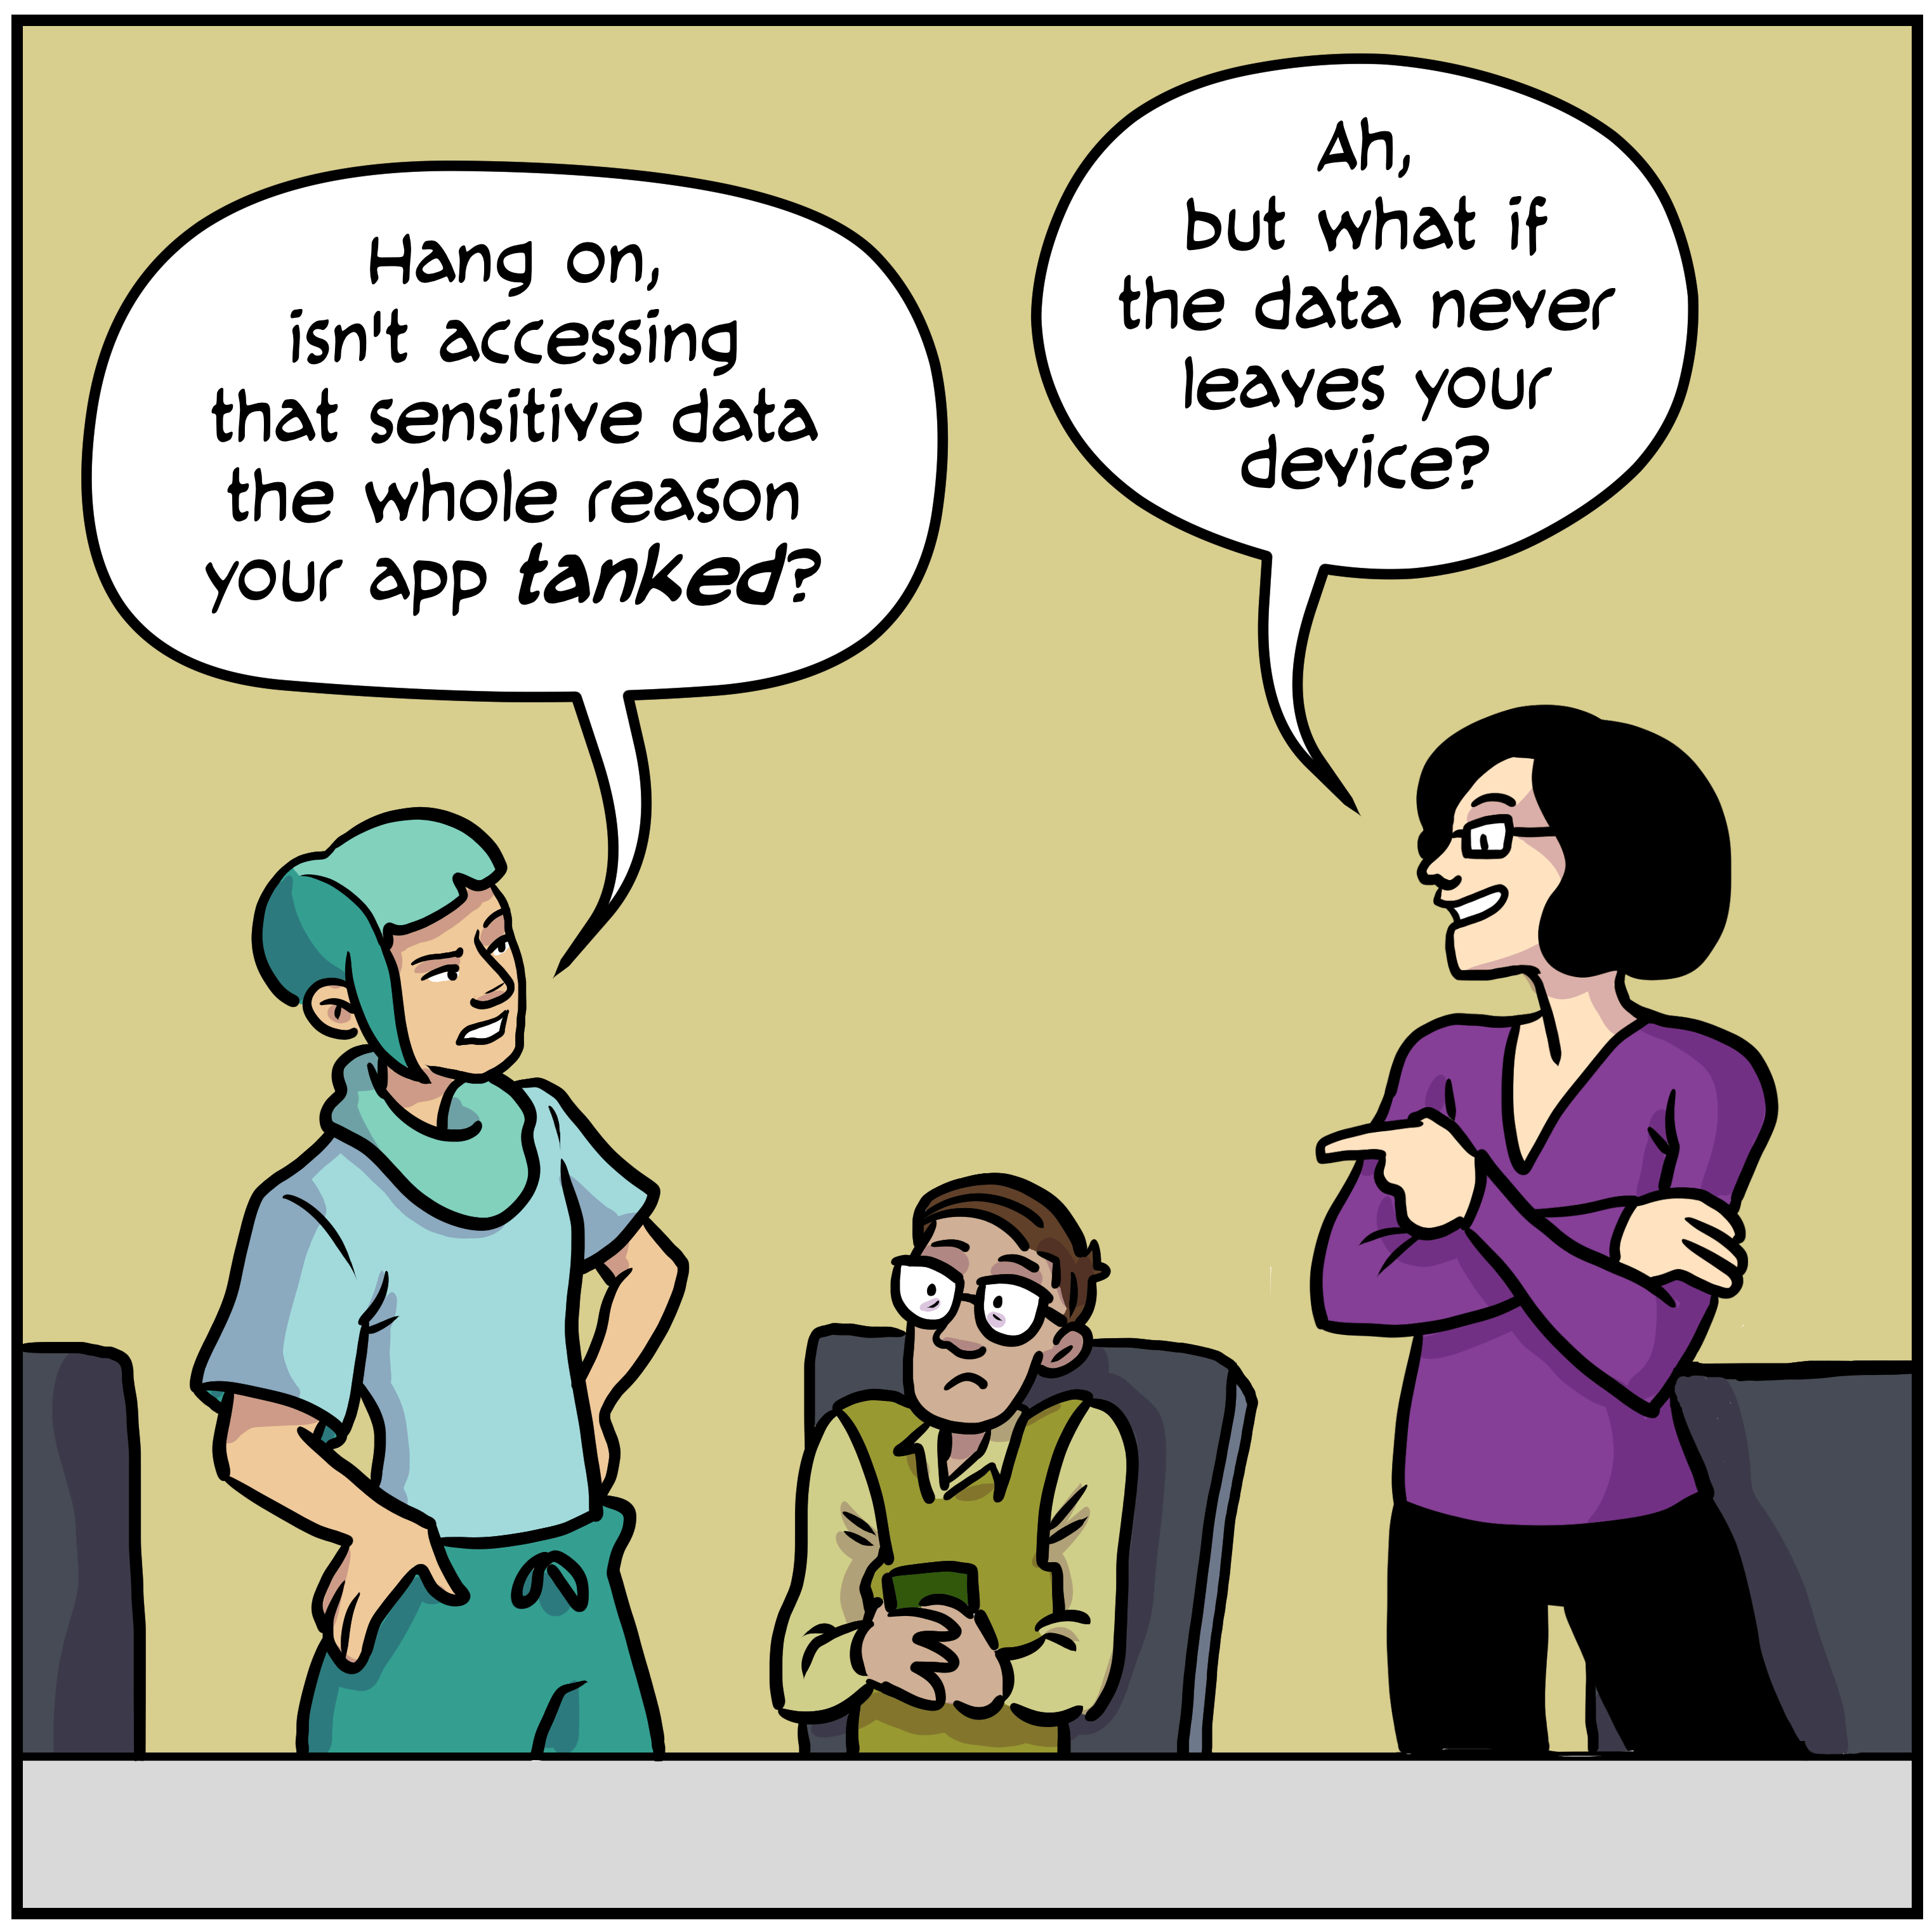 Hang on,
isn't accessing
that sensitive data
the whole reason
your app tanked?
Ah,
but what if
the data never
leaves your
device?